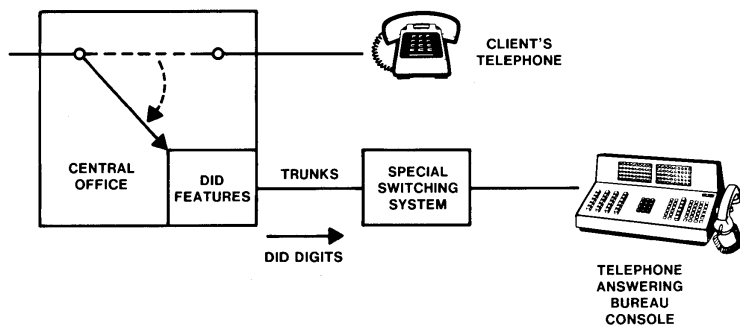 CLIENT'S
TELEPHONE
CENTRAL
OFFICE
DID
FEATURES
TRUNKS
SPECIAL
SWITCHING
SYSTEM
DID DIGITS
TELEPHONE
ANSWERING
BUREAU
CONSOLE